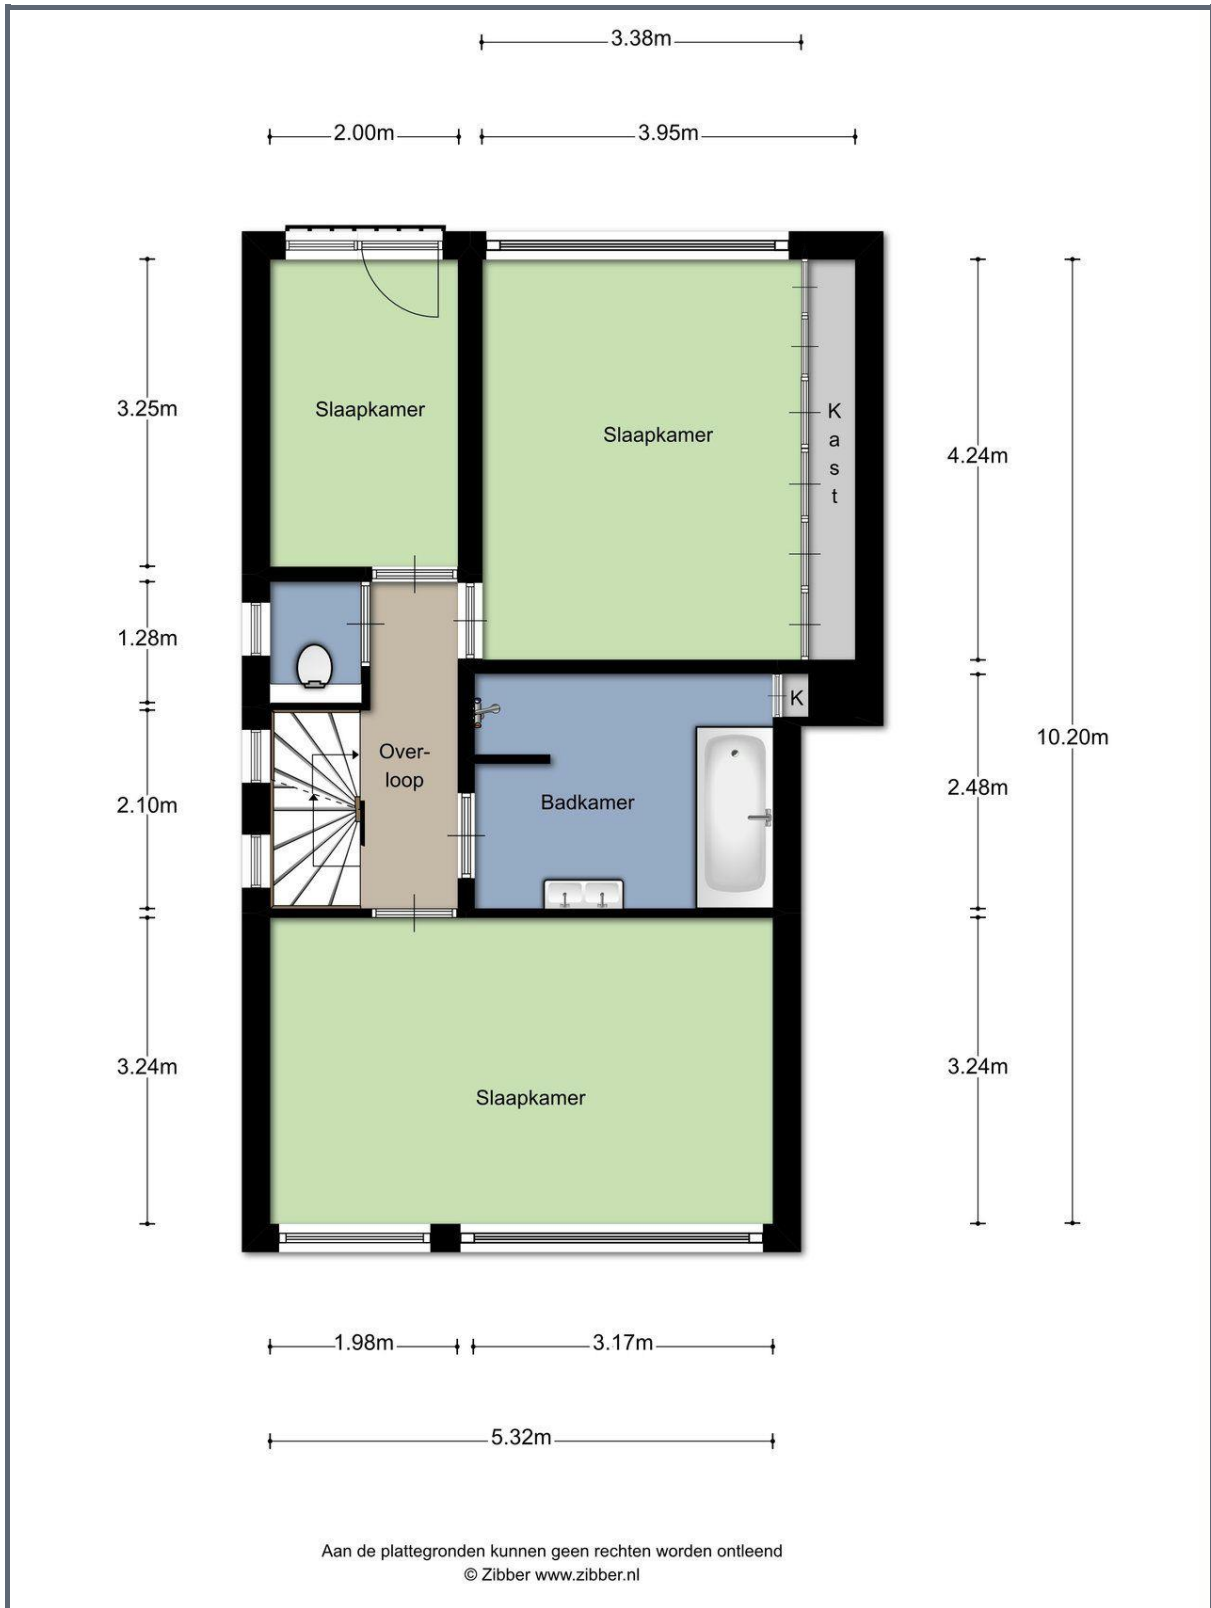 3.38m
2.00m
3.95m
3.25m
Slaapkamer
Slaapkamer
K
a
s
t
4.24m
1.28m
K
Over-
loop
10.20m
2.10m
Badkamer
2.48m
3.24m
Slaapkamer
3.24m
1.98m
3.17m
5.32m
Aan de plattegronden kunnen geen rechten worden ontleend
© Zibber www.zibber.nl